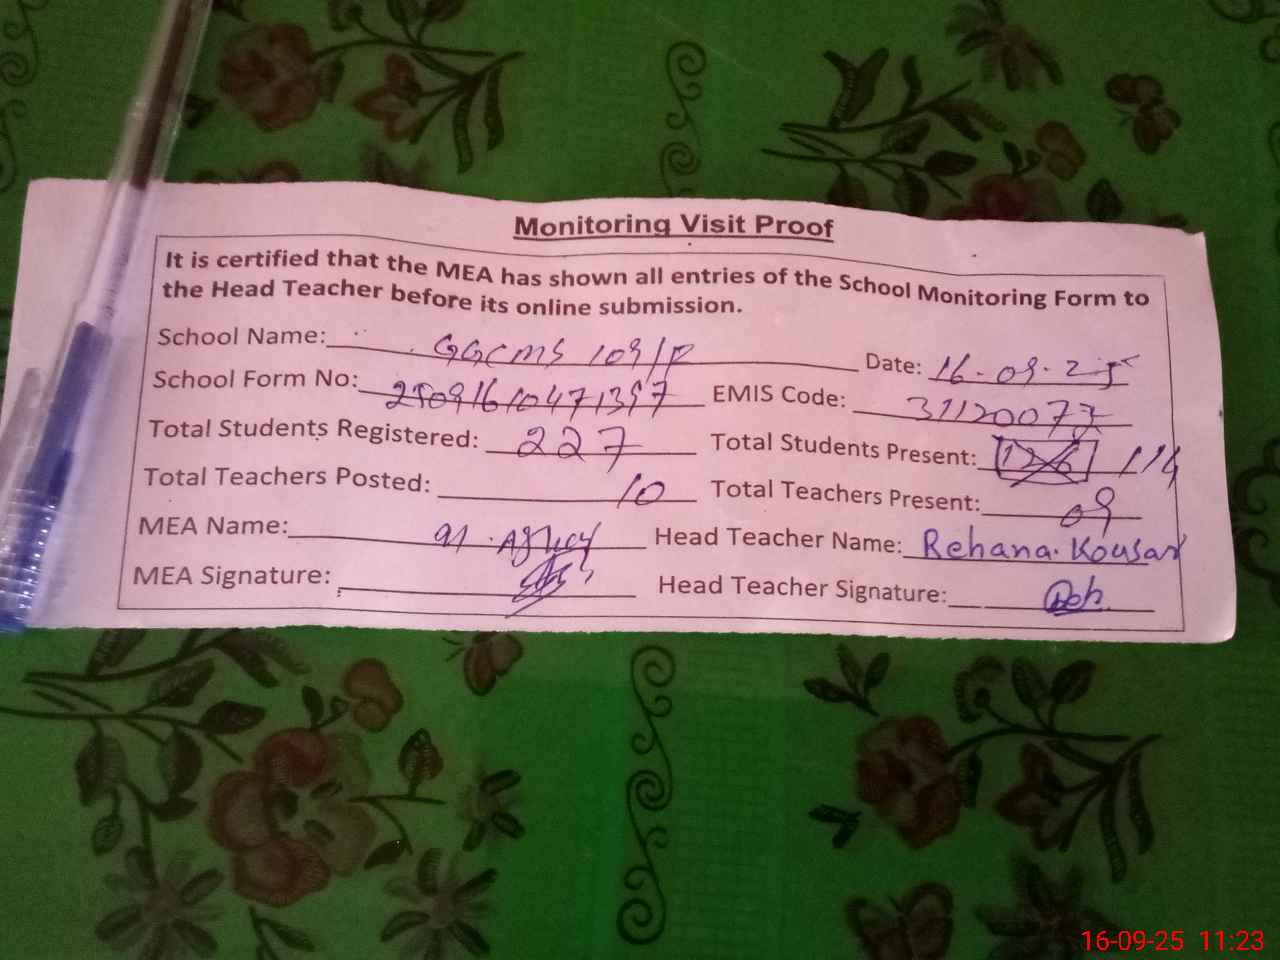 Monitoring Visit Proof
It is certified that the MEA has shown all entries of the School Monitoring Form to
the Head Teacher before its online submission.
School Name: GGCMS 109/P Date: 16-09-25
School Form No: 25091610471397 EMIS Code: 31120077
Total Students Registered: 227 Total Students Present: 114
Total Teachers Posted: 10 Total Teachers Present: 09
MEA Name: Head Teacher Name: Rehana Kousar
MEA Signature: Head Teacher Signature:
16-09-25 11:23